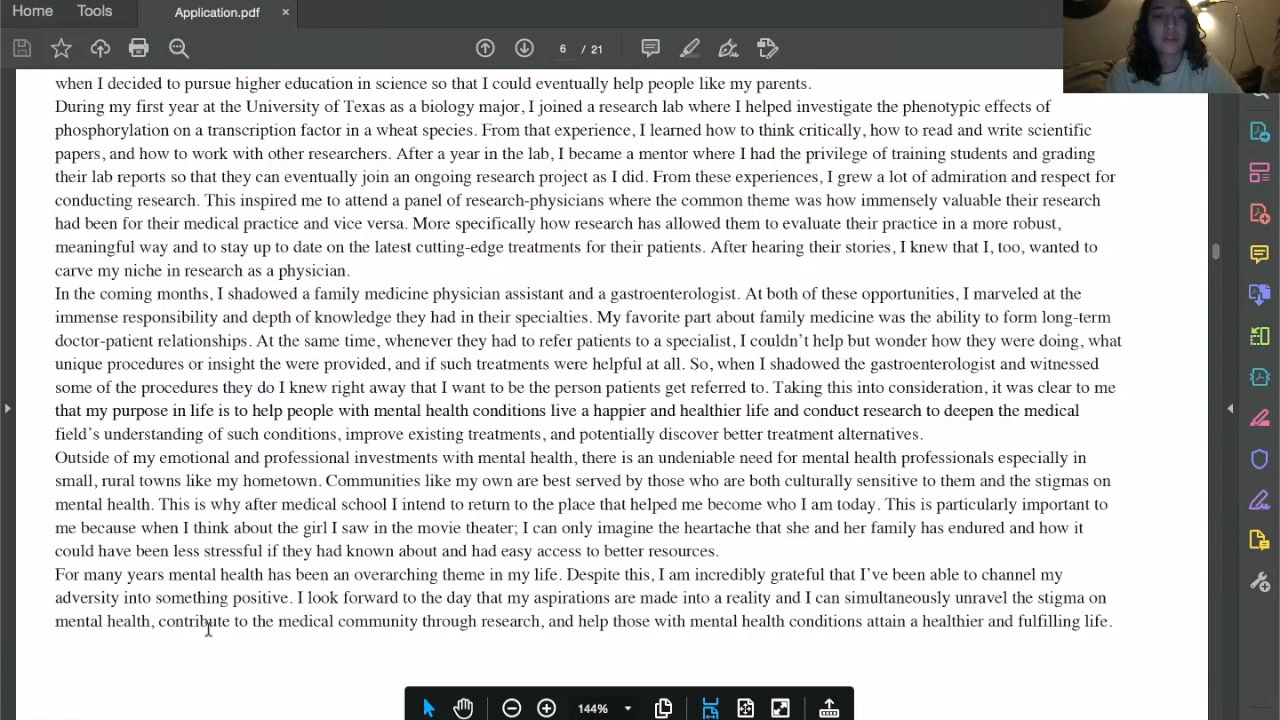 Home Tools Application.pdf ×
6 / 21
when I decided to pursue higher education in science so that I could eventually help people like my parents.
During my first year at the University of Texas as a biology major, I joined a research lab where I helped investigate the phenotypic effects of
phosphorylation on a transcription factor in a wheat species. From that experience, I learned how to think critically, how to read and write scientific
papers, and how to work with other researchers. After a year in the lab, I became a mentor where I had the privilege of training students and grading
their lab reports so that they can eventually join an ongoing research project as I did. From these experiences, I grew a lot of admiration and respect for
conducting research. This inspired me to attend a panel of research-physicians where the common theme was how immensely valuable their research
had been for their medical practice and vice versa. More specifically how research has allowed them to evaluate their practice in a more robust,
meaningful way and to stay up to date on the latest cutting-edge treatments for their patients. After hearing their stories, I knew that I, too, wanted to
carve my niche in research as a physician.
In the coming months, I shadowed a family medicine physician assistant and a gastroenterologist. At both of these opportunities, I marveled at the
immense responsibility and depth of knowledge they had in their specialties. My favorite part about family medicine was the ability to form long-term
doctor-patient relationships. At the same time, whenever they had to refer patients to a specialist, I couldn't help but wonder how they were doing, what
unique procedures or insight the were provided, and if such treatments were helpful at all. So, when I shadowed the gastroenterologist and witnessed
some of the procedures they do I knew right away that I want to be the person patients get referred to. Taking this into consideration, it was clear to me
that my purpose in life is to help people with mental health conditions live a happier and healthier life and conduct research to deepen the medical
field's understanding of such conditions, improve existing treatments, and potentially discover better treatment alternatives.
Outside of my emotional and professional investments with mental health, there is an undeniable need for mental health professionals especially in
small, rural towns like my hometown. Communities like my own are best served by those who are both culturally sensitive to them and the stigmas on
mental health. This is why after medical school I intend to return to the place that helped me become who I am today. This is particularly important to
me because when I think about the girl I saw in the movie theater; I can only imagine the heartache that she and her family has endured and how it
could have been less stressful if they had known about and had easy access to better resources.
For many years mental health has been an overarching theme in my life. Despite this, I am incredibly grateful that I've been able to channel my
adversity into something positive. I look forward to the day that my aspirations are made into a reality and I can simultaneously unravel the stigma on
mental health, contribute to the medical community through research, and help those with mental health conditions attain a healthier and fulfilling life.
144%